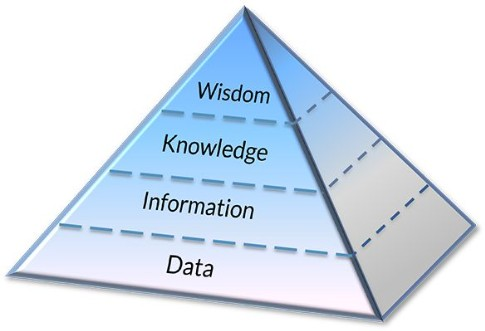 Wisdom
Knowledge
Information
Data